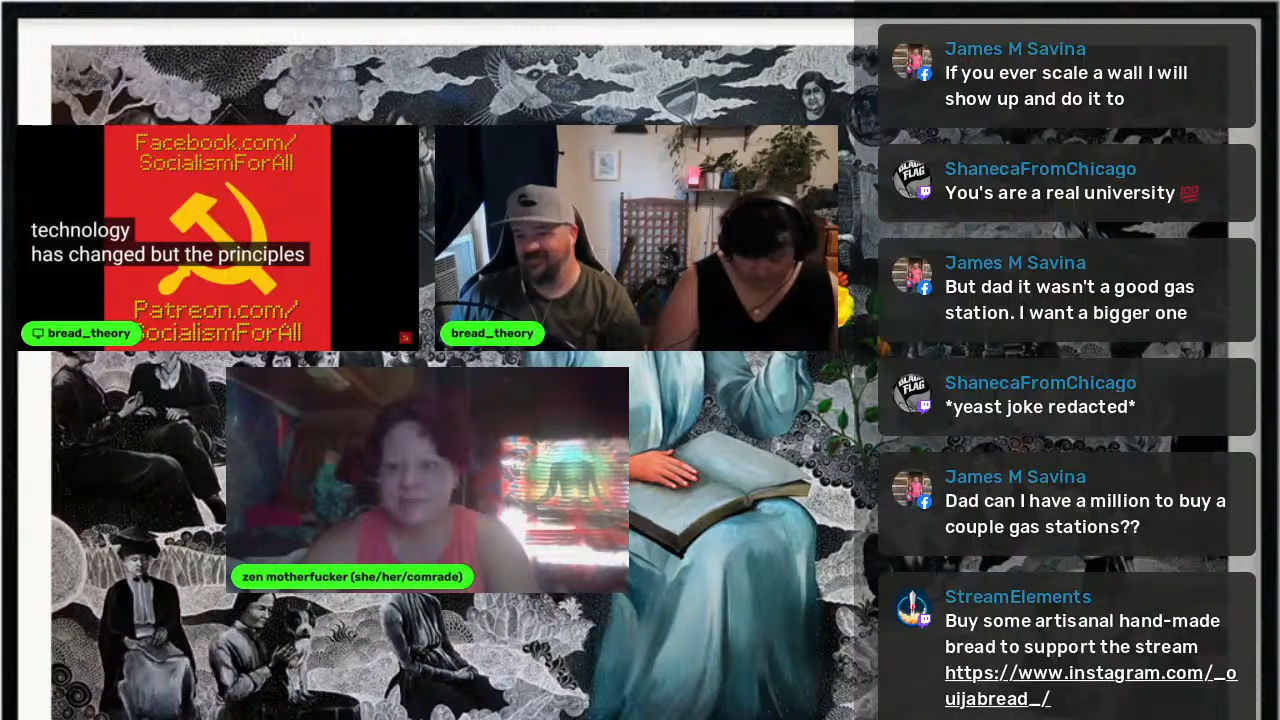 Facebook.com/
SocialismForAll
technology
has changed but the principles
Patreon.com/
SocialismForAll
bread_theory
bread_theory
zen motherfucker (she/her/comrade)
James M Savina
If you ever scale a wall I will
show up and do it to
ShanecaFromChicago
You's are a real university 💯
James M Savina
But dad it wasn't a good gas
station. I want a bigger one
ShanecaFromChicago
*yeast joke redacted*
James M Savina
Dad can I have a million to buy a
couple gas stations??
StreamElements
Buy some artisanal hand-made
bread to support the stream
https://www.instagram.com/_o
uijabread_/